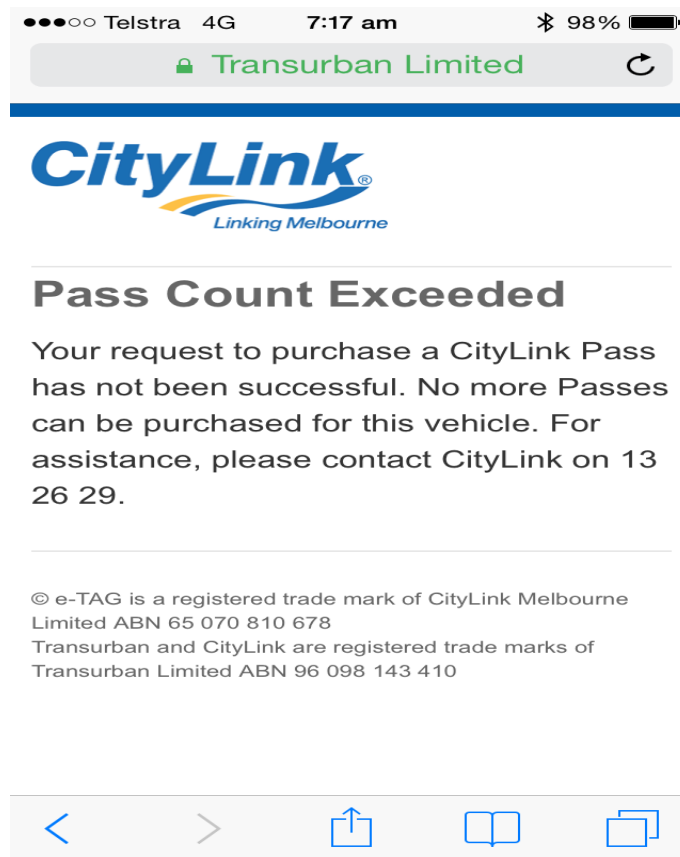 Telstra 4G 7:17 am 98%
Transurban Limited
CityLink®
Linking Melbourne
Pass Count Exceeded
Your request to purchase a CityLink Pass
has not been successful. No more Passes
can be purchased for this vehicle. For
assistance, please contact CityLink on 13
26 29.
© e-TAG is a registered trade mark of CityLink Melbourne
Limited ABN 65 070 810 678
Transurban and CityLink are registered trade marks of
Transurban Limited ABN 96 098 143 410